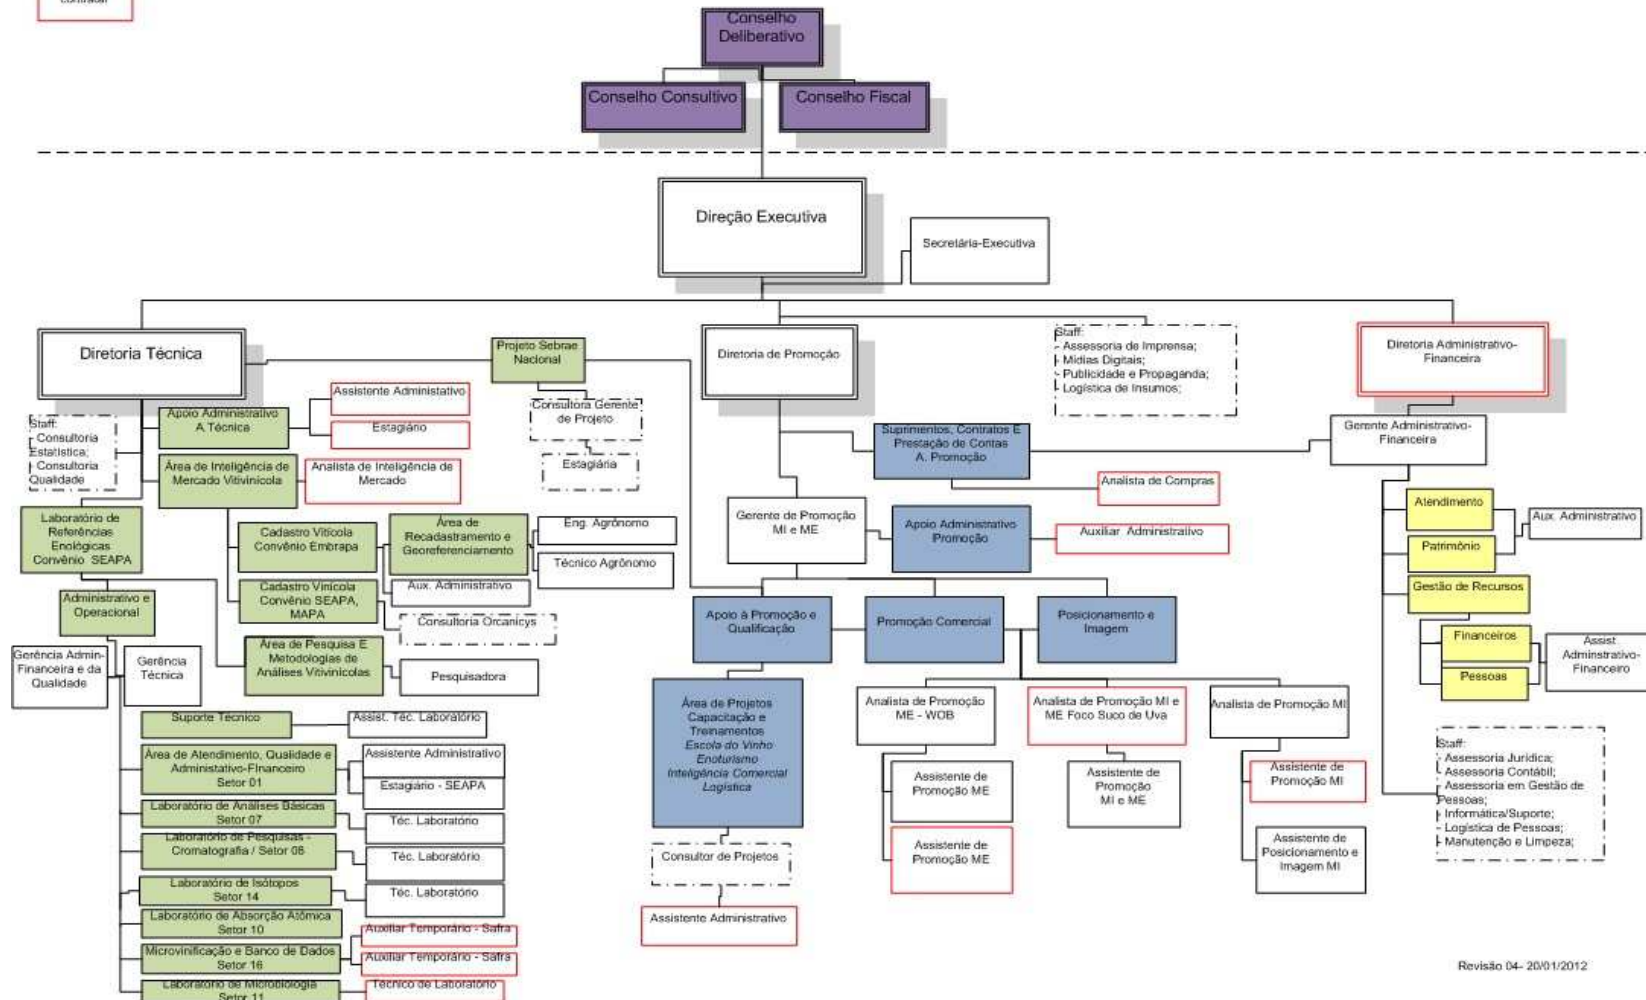 contratar
Conselho
Deliberativo
Conselho Consultivo
Conselho Fiscal
Direção Executiva
Secretária-Executiva
Diretoria Técnica
Projeto Sebrae
Nacional
Diretoria de Promoção
Staff:
- Assessoria de Imprensa;
- Mídias Digitais;
- Publicidade e Propaganda;
- Logística de Insumos;
Diretoria Administrativo-
Financeira
Staff:
- Consultoria
Estatística;
- Consultoria
Qualidade
Apoio Administrativo
A.Técnica
Assistente Administativo
Estagiário
Consultora Gerente
de Projeto
Estagiária
Suprimentos, Contratos E
Prestação de Contas
A. Promoção
Gerente Administrativo-
Financeira
Área de Inteligência de
Mercado Vitivinícola
Analista de Inteligência de
Mercado
Analista de Compras
Laboratório de
Referências
Enológicas
Convênio SEAPA
Cadastro Vitícola
Convênio Embrapa
Área de
Recadastramento e
Georeferenciamento
Eng. Agrônomo
Técnico Agrônomo
Gerente de Promoção
MI e ME
Apoio Administrativo
Promoção
Auxiliar Administrativo
Atendimento
Aux. Administrativo
Patrimônio
Gestão de Recursos
Financeiros
Pessoas
Assist.
Adminstrativo-
Financeiro
Administrativo e
Operacional
Cadastro Vinícola
Convênio SEAPA,
MAPA
Aux. Administrativo
Consultoria Orcanicys
Apoio à Promoção e
Qualificação
Promoção Comercial
Posicionamento e
Imagem
Gerência Admin-
Financeira e da
Qualidade
Gerência
Técnica
Área de Pesquisa E
Metodologias de
Análises Vitivinícolas
Pesquisadora
Área de Projetos
Capacitação e
Treinamentos
Escola do Vinho
Enoturismo
Inteligência Comercial
Logística
Analista de Promoção
ME - WOB
Analista de Promoção MI e
ME Foco Suco de Uva
Analista de Promoção MI
Suporte Técnico
Assist. Téc. Laboratório
Área de Atendimento, Qualidade e
Administativo-FInanceiro
Setor 01
Assistente Administrativo
Estagiário - SEAPA
Assistente de
Promoção ME
Assistente de
Promoção
MI e ME
Assistente de
Promoção MI
Staff:
- Assessoria Jurídica;
- Assessoria Contábil;
- Assessoria em Gestão de
Pessoas;
- Informática/Suporte;
- Logística de Pessoas;
- Manutenção e Limpeza;
Laboratório de Análises Básicas
Setor 07
Téc. Laboratório
Laboratório de Pesquisas -
Cromatografia / Setor 08
Téc. Laboratório
Consultor de Projetos
Assistente de
Promoção ME
Assistente de
Posicionamento e
Imagem MI
Laboratório de Isótopos
Setor 14
Téc. Laboratório
Laboratório de Absorção Atômica
Setor 10
Assistente Administrativo
Microvinificação e Banco de Dados
Setor 16
Auxiliar Temporário - Safra
Auxiliar Temporário - Safra
Laboratório de Microbiologia
Setor 11
Técnico de Laboratório
Revisão 04- 20/01/2012